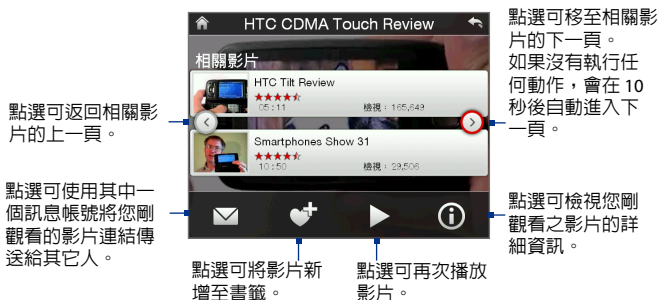 HTC CDMA Touch Review
相關影片
HTC Tilt Review
05:11
檢視：165,649
Smartphones Show 31
10:50
檢視：29,506
點選可返回相關影
片的上一頁。
點選可使用其中一
個訊息帳號將您剛
觀看的影片連結傳
送給其它人。
點選可將影片新
增至書籤。
點選可再次播放
影片。
點選可移至相關影
片的下一頁。
如果沒有執行任
何動作，會在 10
秒後自動進入下
一頁。
點選可檢視您剛
觀看之影片的詳
細資訊。